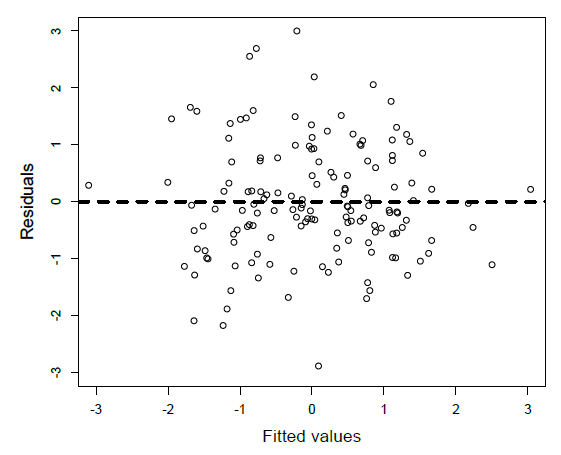 Residuals
3
2
1
0
-1
-2
-3
-3 -2 -1 0 1 2 3
Fitted values